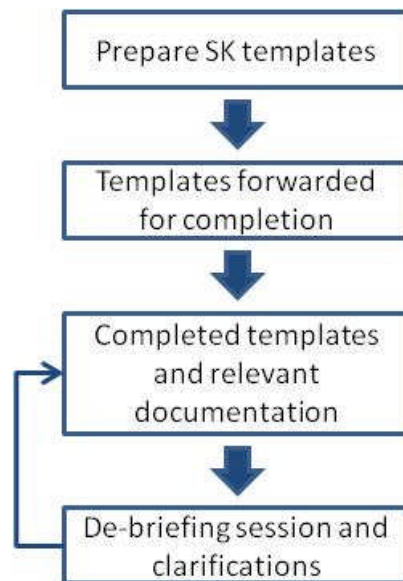 Prepare SK templates
Templates forwarded
for completion
Completed templates
and relevant
documentation
De-briefing session and
clarifications